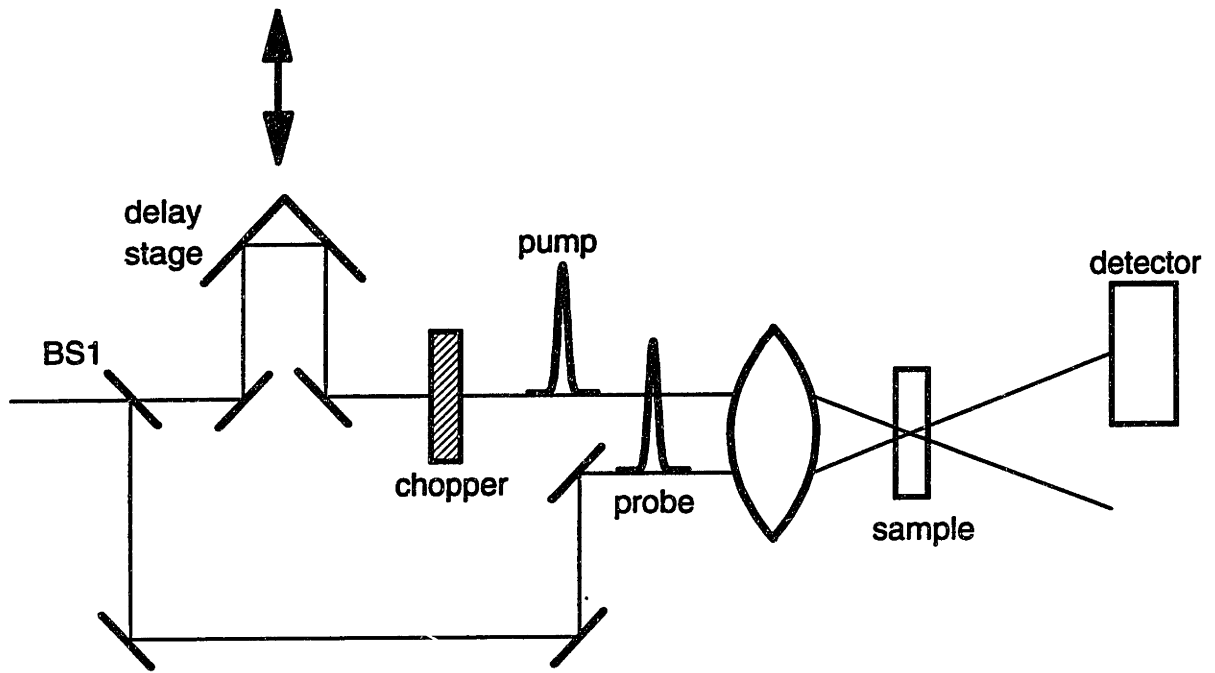 delay
stage
pump
detector
BS1
chopper
probe
sample